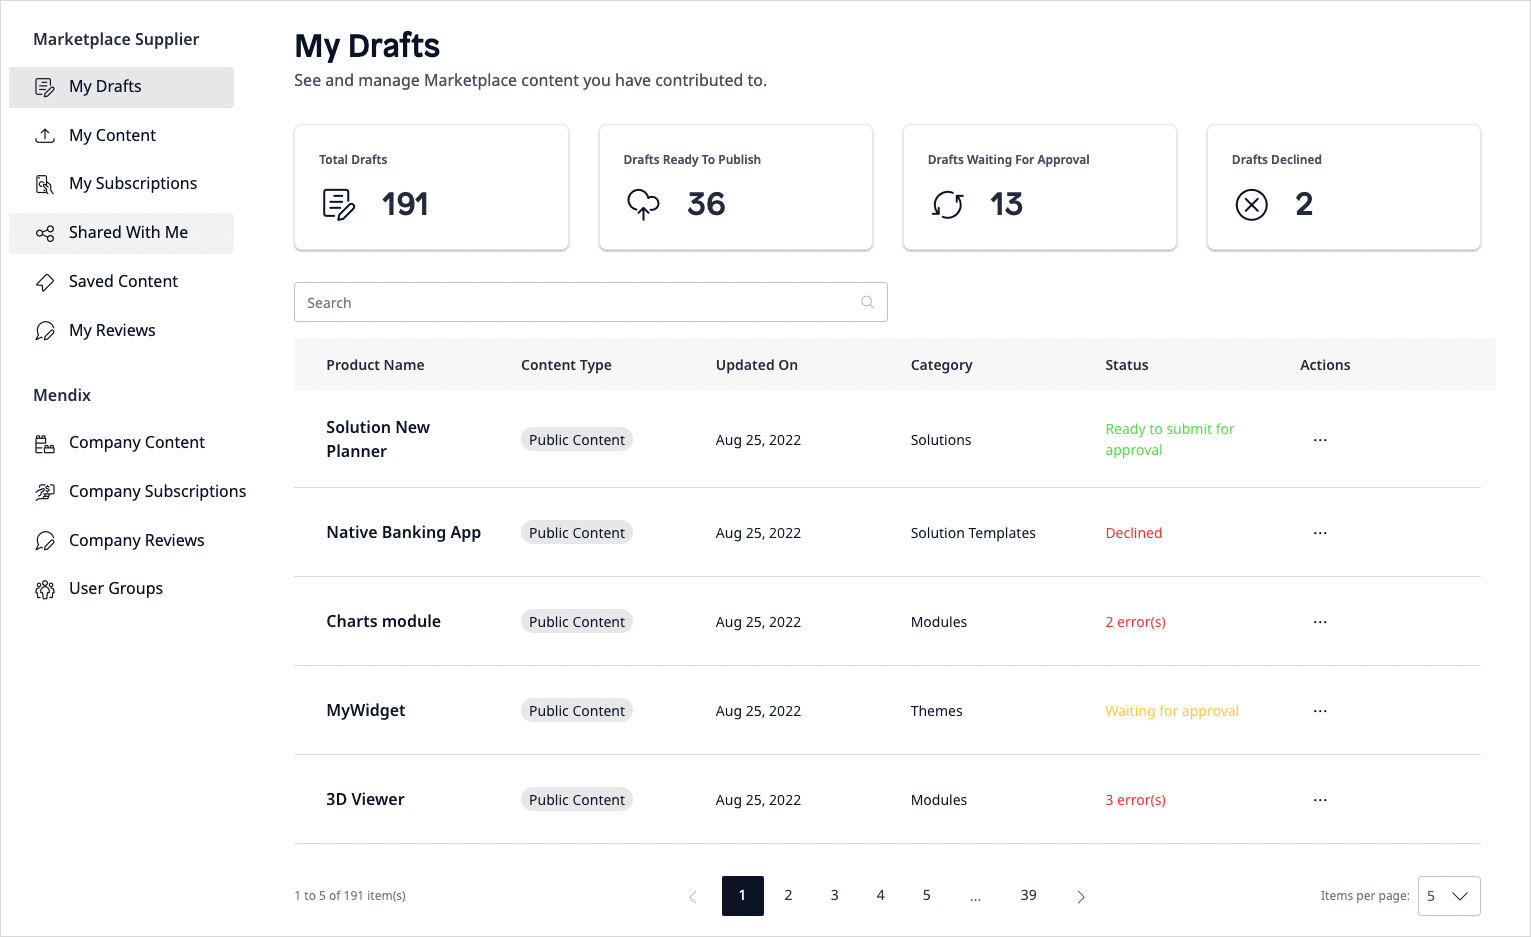 Marketplace Supplier
My Drafts
My Content
My Subscriptions
Shared With Me
Saved Content
My Reviews
Mendix
Company Content
Company Subscriptions
Company Reviews
User Groups
My Drafts
See and manage Marketplace content you have contributed to.
Total Drafts
191
Drafts Ready To Publish
36
Drafts Waiting For Approval
13
Drafts Declined
2
Search
Product Name Content Type Updated On Category Status Actions
Solution New
Planner
Public Content Aug 25, 2022 Solutions
Ready to submit for
approval
...
Native Banking App Public Content Aug 25, 2022 Solution Templates Declined ...
Charts module Public Content Aug 25, 2022 Modules 2 error(s) ...
MyWidget Public Content Aug 25, 2022 Themes Waiting for approval ...
3D Viewer Public Content Aug 25, 2022 Modules 3 error(s) ...
1 to 5 of 191 item(s) 1 2 3 4 5 ... 39 Items per page: 5